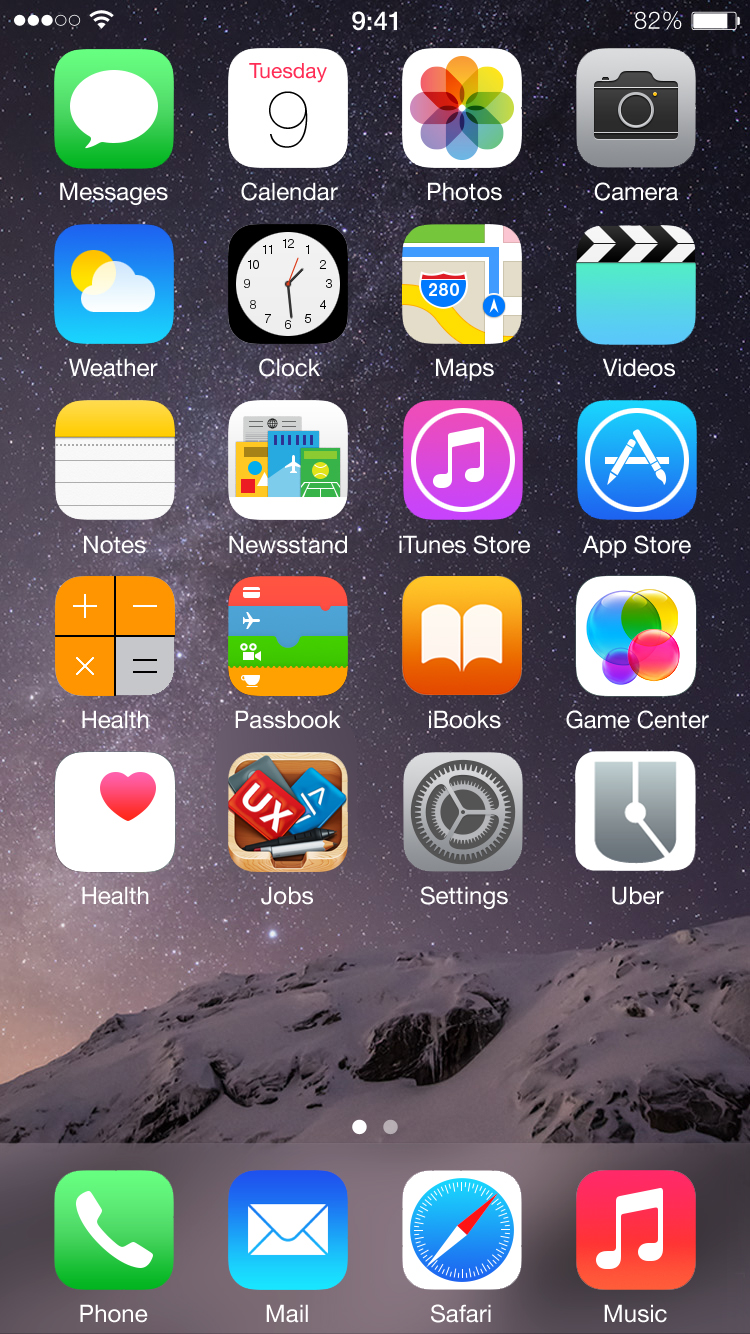 9:41
82%
Tuesday
9
Messages
Calendar
Photos
Camera
12
11 1
10 2
9 3
8 4
7 5
6
280
Weather
Clock
Maps
Videos
Notes
Newsstand
iTunes Store
App Store
Health
Passbook
iBooks
Game Center
UX
Health
Jobs
Settings
Uber
Phone
Mail
Safari
Music